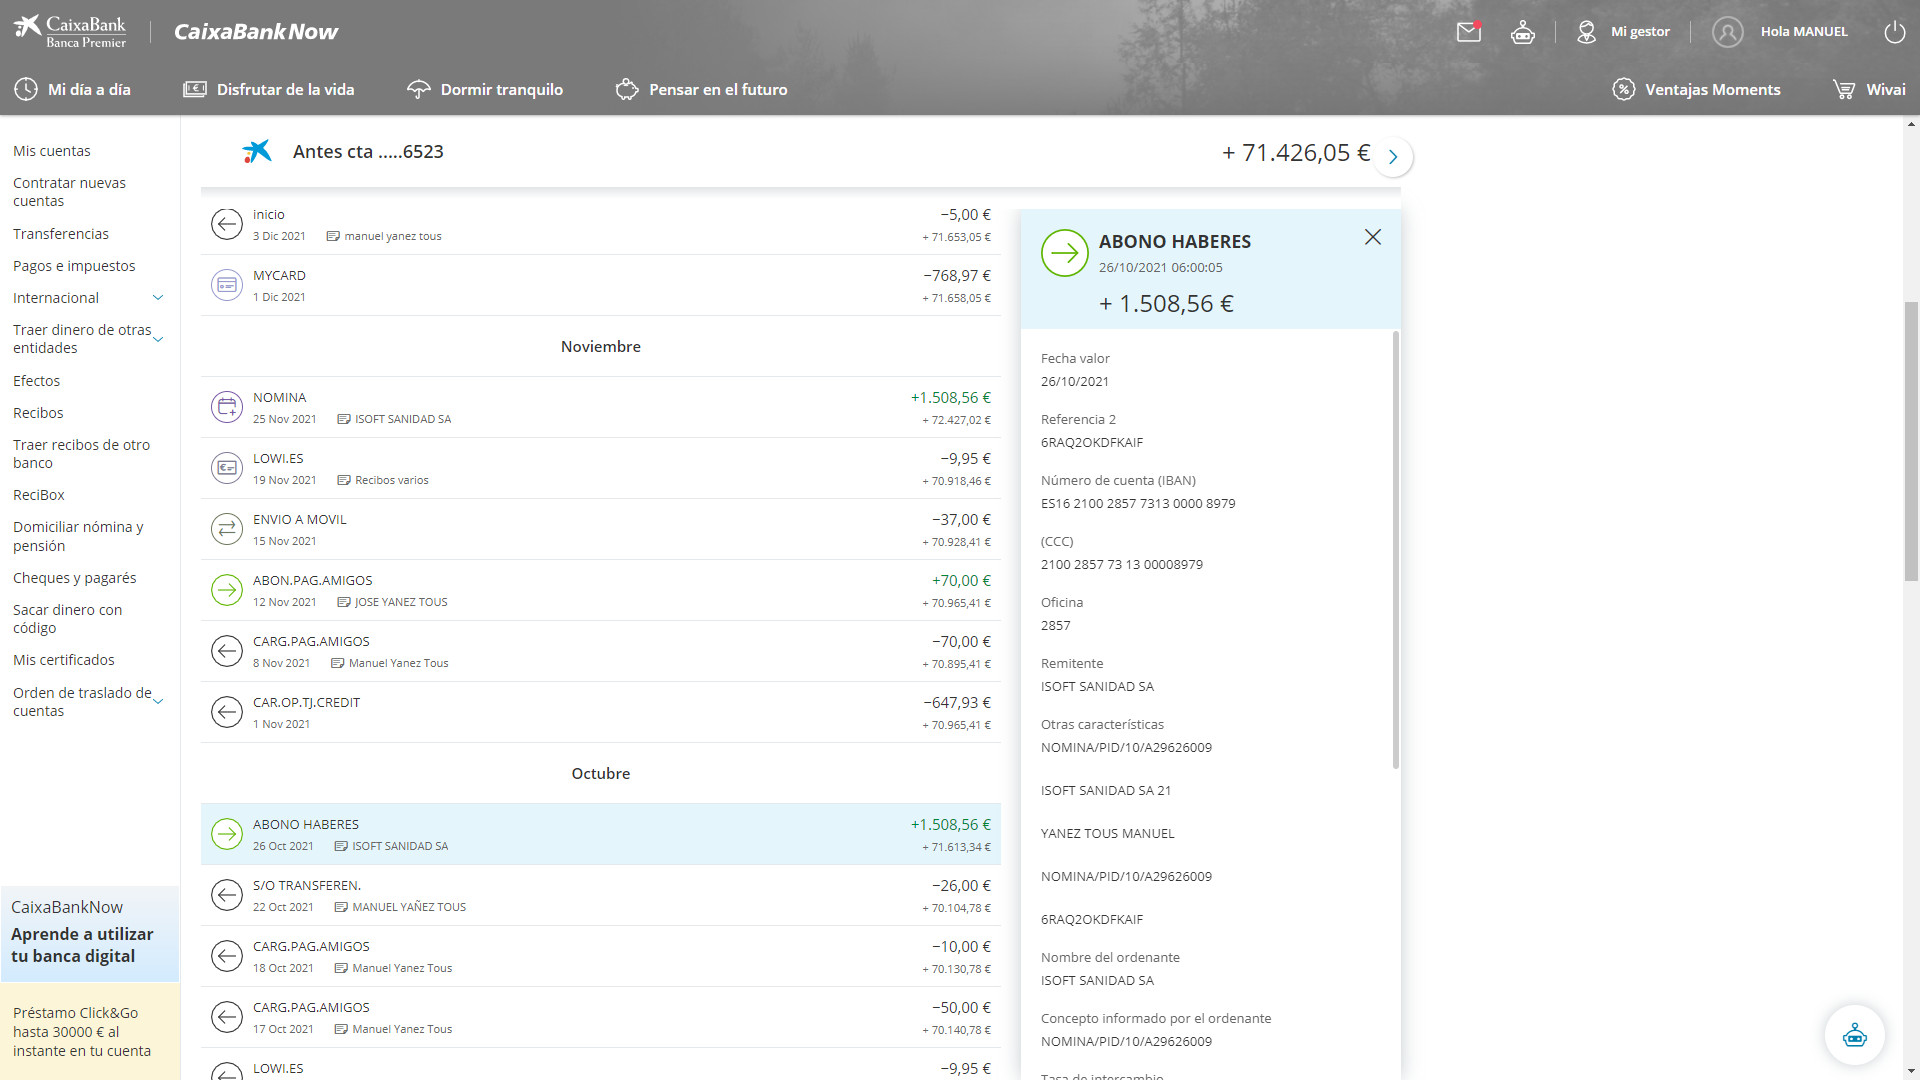 CaixaBank
Banca Premier
CaixaBankNow
Mi gestor
Hola MANUEL
Mi día a día
Disfrutar de la vida
Dormir tranquilo
Pensar en el futuro
Ventajas Moments
Wivai
Mis cuentas
Contratar nuevas
cuentas
Transferencias
Pagos e impuestos
Internacional
Traer dinero de otras
entidades
Efectos
Recibos
Traer recibos de otro
banco
ReciBox
Domiciliar nómina y
pensión
Cheques y pagarés
Sacar dinero con
código
Mis certificados
Orden de traslado de
cuentas
CaixaBankNow
Aprende a utilizar
tu banca digital
Préstamo Click&Go
hasta 30000 € al
instante en tu cuenta
Antes cta .....6523
+ 71.426,05 €
inicio
−5,00 €
3 Dic 2021
manuel yanez tous
+ 71.653,05 €
MYCARD
−768,97 €
1 Dic 2021
+ 71.658,05 €
Noviembre
NOMINA
+1.508,56 €
25 Nov 2021
ISOFT SANIDAD SA
+ 72.427,02 €
LOWI.ES
−9,95 €
19 Nov 2021
Recibos varios
+ 70.918,46 €
ENVIO A MOVIL
−37,00 €
15 Nov 2021
+ 70.928,41 €
ABON.PAG.AMIGOS
+70,00 €
12 Nov 2021
JOSE YANEZ TOUS
+ 70.965,41 €
CARG.PAG.AMIGOS
−70,00 €
8 Nov 2021
Manuel Yanez Tous
+ 70.895,41 €
CAR.OP.TJ.CREDIT
−647,93 €
1 Nov 2021
+ 70.965,41 €
Octubre
ABONO HABERES
+1.508,56 €
26 Oct 2021
ISOFT SANIDAD SA
+ 71.613,34 €
S/O TRANSFEREN.
−26,00 €
22 Oct 2021
MANUEL YAÑEZ TOUS
+ 70.104,78 €
CARG.PAG.AMIGOS
−10,00 €
18 Oct 2021
Manuel Yanez Tous
+ 70.130,78 €
CARG.PAG.AMIGOS
−50,00 €
17 Oct 2021
Manuel Yanez Tous
+ 70.140,78 €
LOWI.ES
−9,95 €
ABONO HABERES
26/10/2021 06:00:05
+ 1.508,56 €
Fecha valor
26/10/2021
Referencia 2
6RAQ2OKDFKAIF
Número de cuenta (IBAN)
ES16 2100 2857 7313 0000 8979
(CCC)
2100 2857 73 13 00008979
Oficina
2857
Remitente
ISOFT SANIDAD SA
Otras características
NOMINA/PID/10/A29626009
ISOFT SANIDAD SA 21
YANEZ TOUS MANUEL
NOMINA/PID/10/A29626009
6RAQ2OKDFKAIF
Nombre del ordenante
ISOFT SANIDAD SA
Concepto informado por el ordenante
NOMINA/PID/10/A29626009
Tasa de intercambio